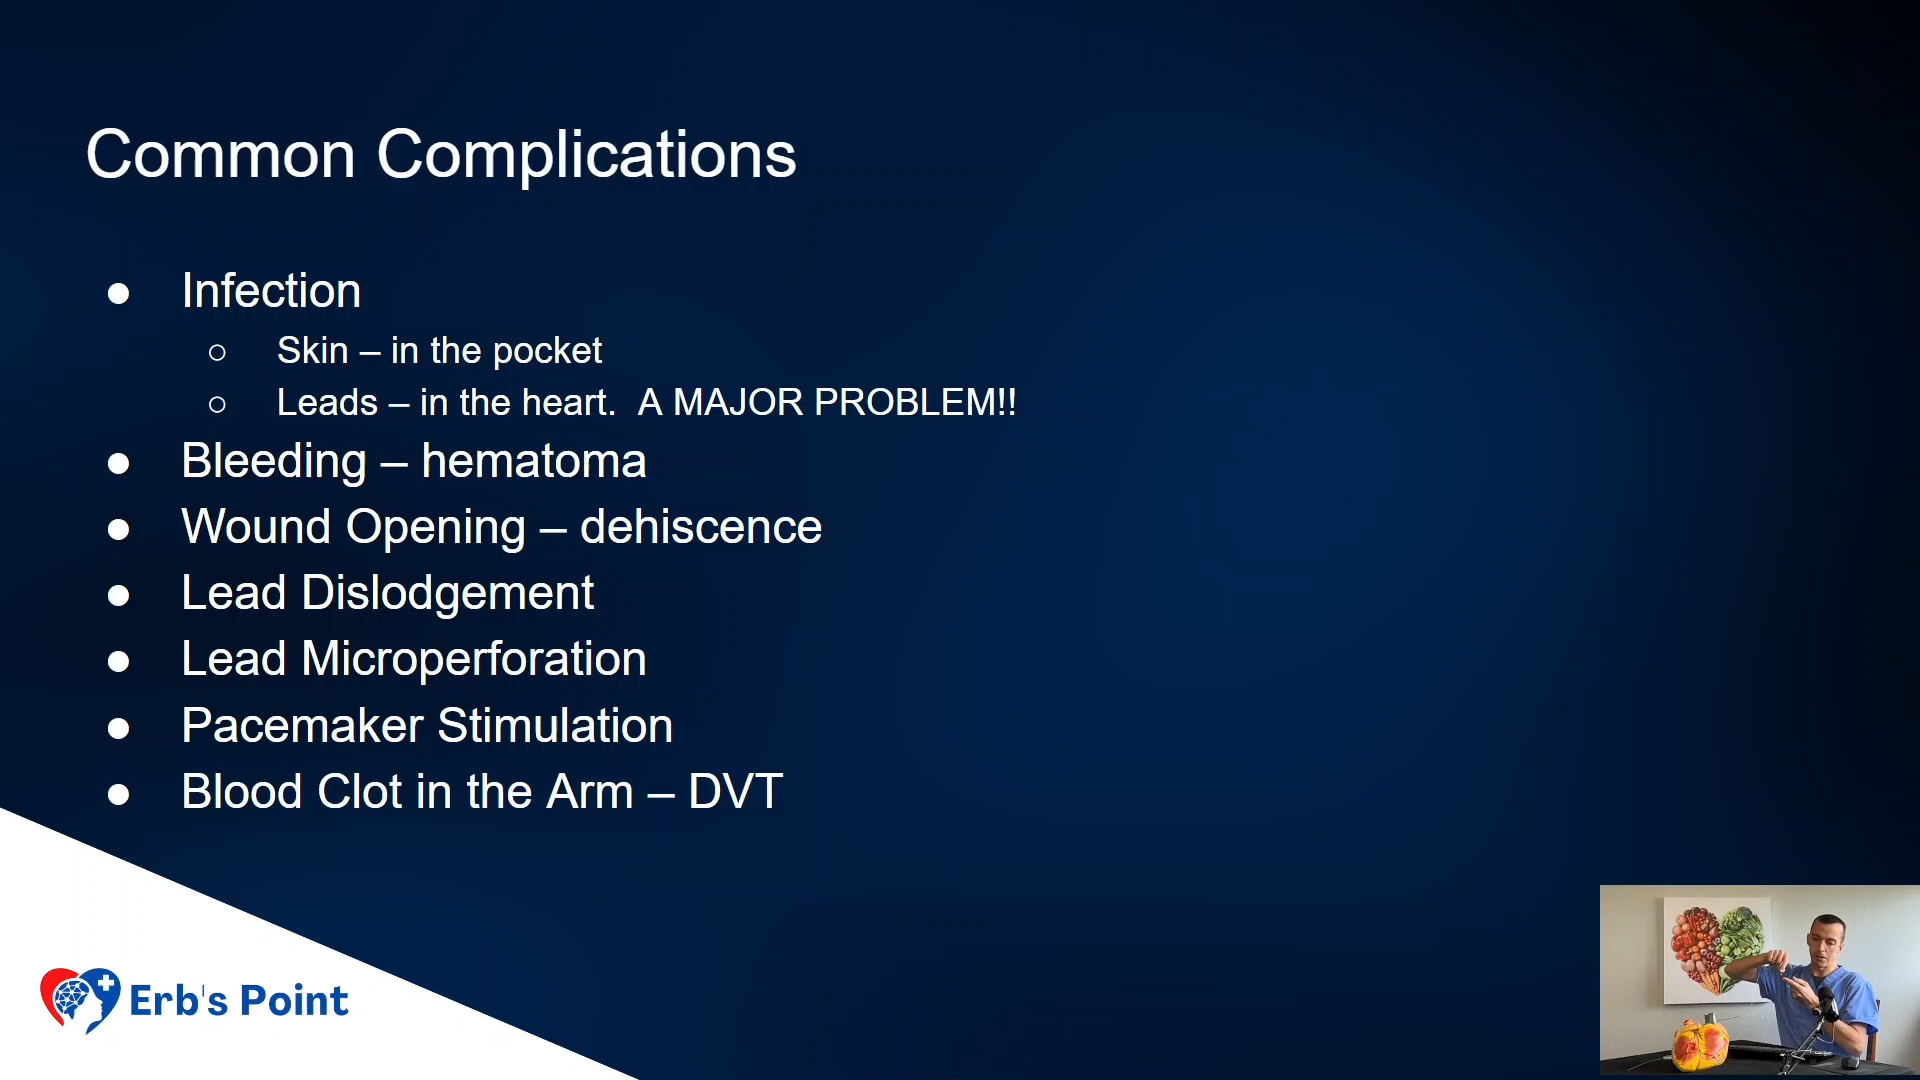 Common Complications
● Infection
○ Skin – in the pocket
○ Leads – in the heart.  A MAJOR PROBLEM!!
● Bleeding – hematoma
● Wound Opening – dehiscence
● Lead Dislodgement
● Lead Microperforation
● Pacemaker Stimulation
● Blood Clot in the Arm – DVT
Erb's Point